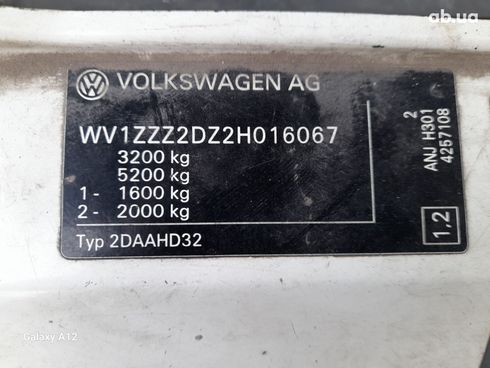 ab.ua
VOLKSWAGEN AG
WV1ZZZ2DZ2H016067
3200 kg
5200 kg
1- 1600 kg
2- 2000 kg
Typ 2DAAHD32
2
ANJ H301
4257108
1,2
Galaxy A12